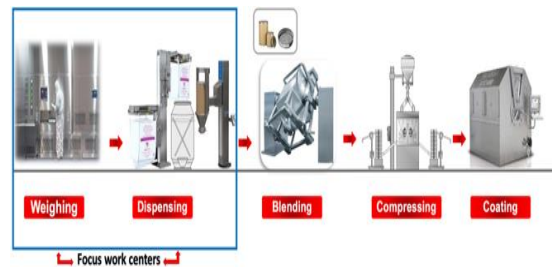 Weighing
Dispensing
Blending
Compressing
Coating
Focus work centers